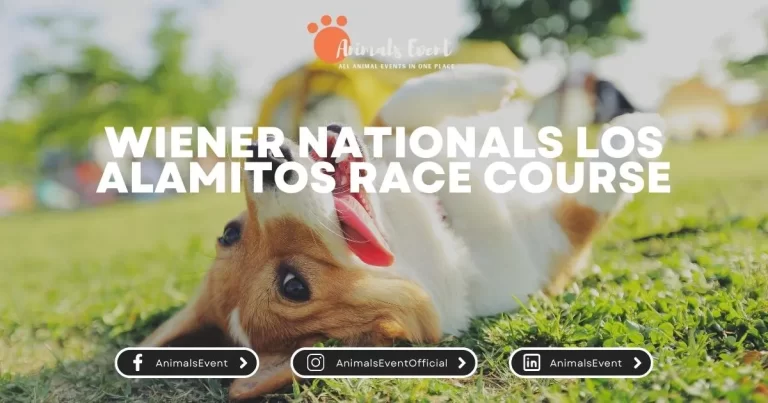 Animals Event
ALL ANIMAL EVENTS IN ONE PLACE
WIENER NATIONALS LOS
ALAMITOS RACE COURSE
AnimalsEvent
AnimalsEventOfficial
AnimalsEvent